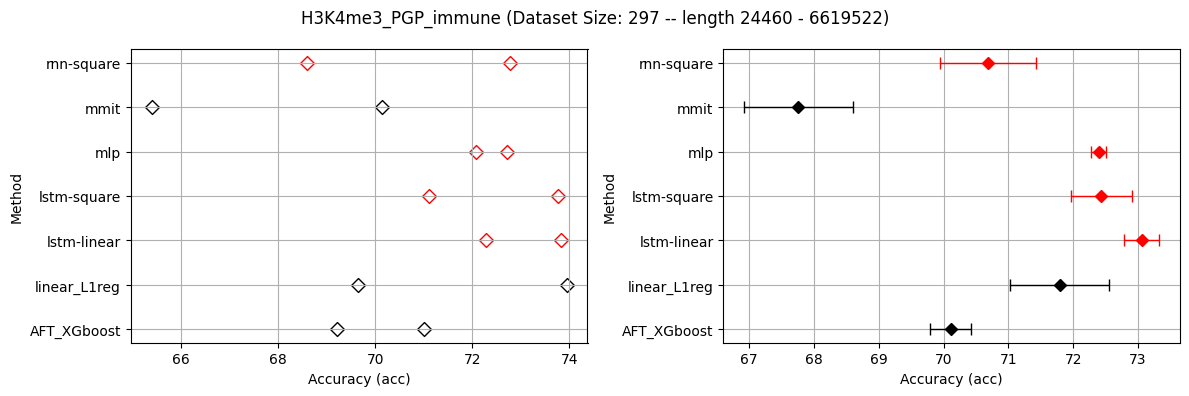 H3K4me3_PGP_immune (Dataset Size: 297 -- length 24460 - 6619522)
Method
rnn-square
mmit
mlp
lstm-square
lstm-linear
linear_L1reg
AFT_XGboost
66 68 70 72 74
Accuracy (acc)
Method
rnn-square
mmit
mlp
lstm-square
lstm-linear
linear_L1reg
AFT_XGboost
67 68 69 70 71 72 73
Accuracy (acc)